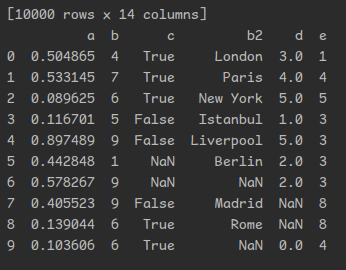 [10000 rows x 14 columns]
a b c b2 d e
0 0.504865 4 True London 3.0 1
1 0.533145 7 True Paris 4.0 4
2 0.089625 6 True New York 5.0 5
3 0.116701 5 False Istanbul 1.0 3
4 0.897489 9 False Liverpool 5.0 3
5 0.442848 1 NaN Berlin 2.0 3
6 0.578267 9 NaN NaN 2.0 3
7 0.405523 9 False Madrid NaN 8
8 0.139044 6 True Rome NaN 8
9 0.103606 6 True NaN 0.0 4